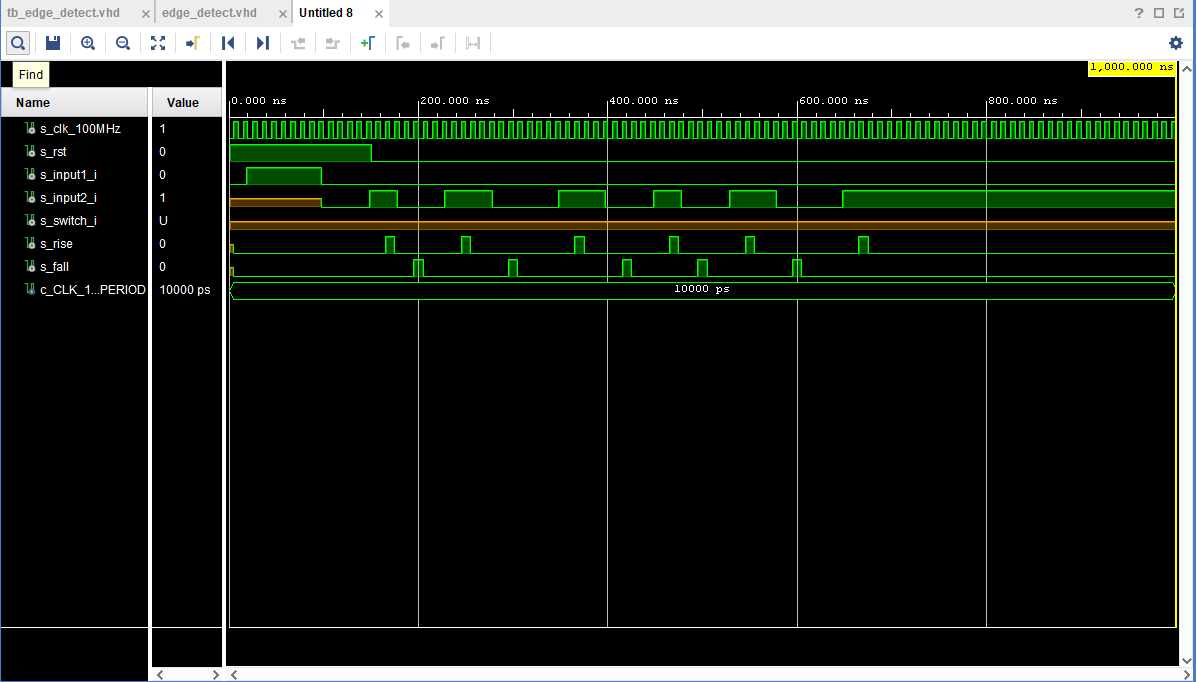 tb_edge_detect.vhd × edge_detect.vhd × Untitled 8 ×
Find
1,000.000 ns
Name Value
0.000 ns 200.000 ns 400.000 ns 600.000 ns 800.000 ns
s_clk_100MHz 1
s_rst 0
s_input1_i 0
s_input2_i 1
s_switch_i U
s_rise 0
s_fall 0
c_CLK_1...PERIOD 10000 ps 10000 ps